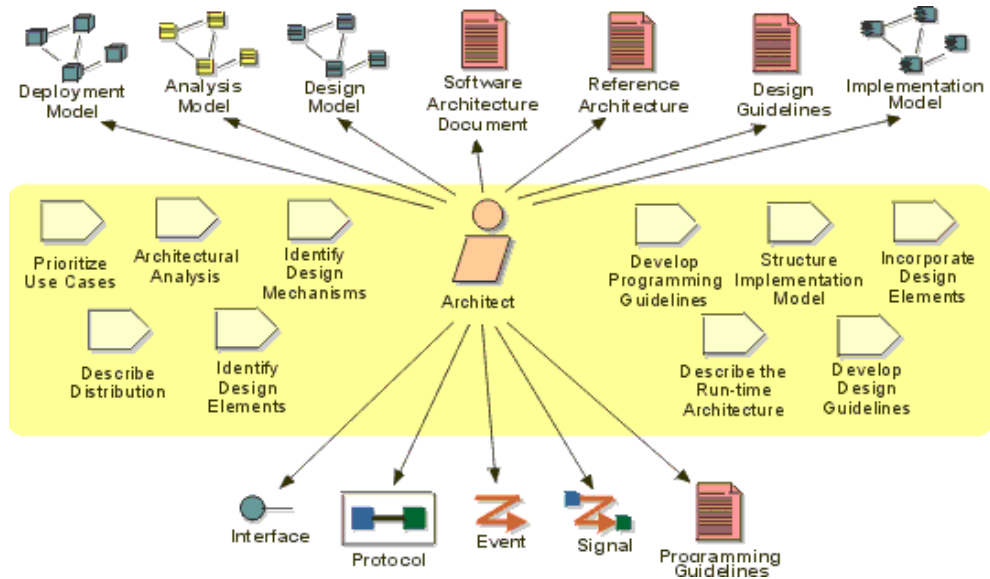 Deployment
Model
Analysis
Model
Design
Model
Software
Architecture
Document
Reference
Architecture
Design
Guidelines
Implementation
Model
Prioritize
Use Cases
Architectural
Analysis
Identify
Design
Mechanisms
Architect
Develop
Programming
Guidelines
Structure
Implementation
Model
Incorporate
Design
Elements
Describe
Distribution
Identify
Design
Elements
Describe the
Run-time
Architecture
Develop
Design
Guidelines
Interface
Protocol
Event
Signal
Programming
Guidelines